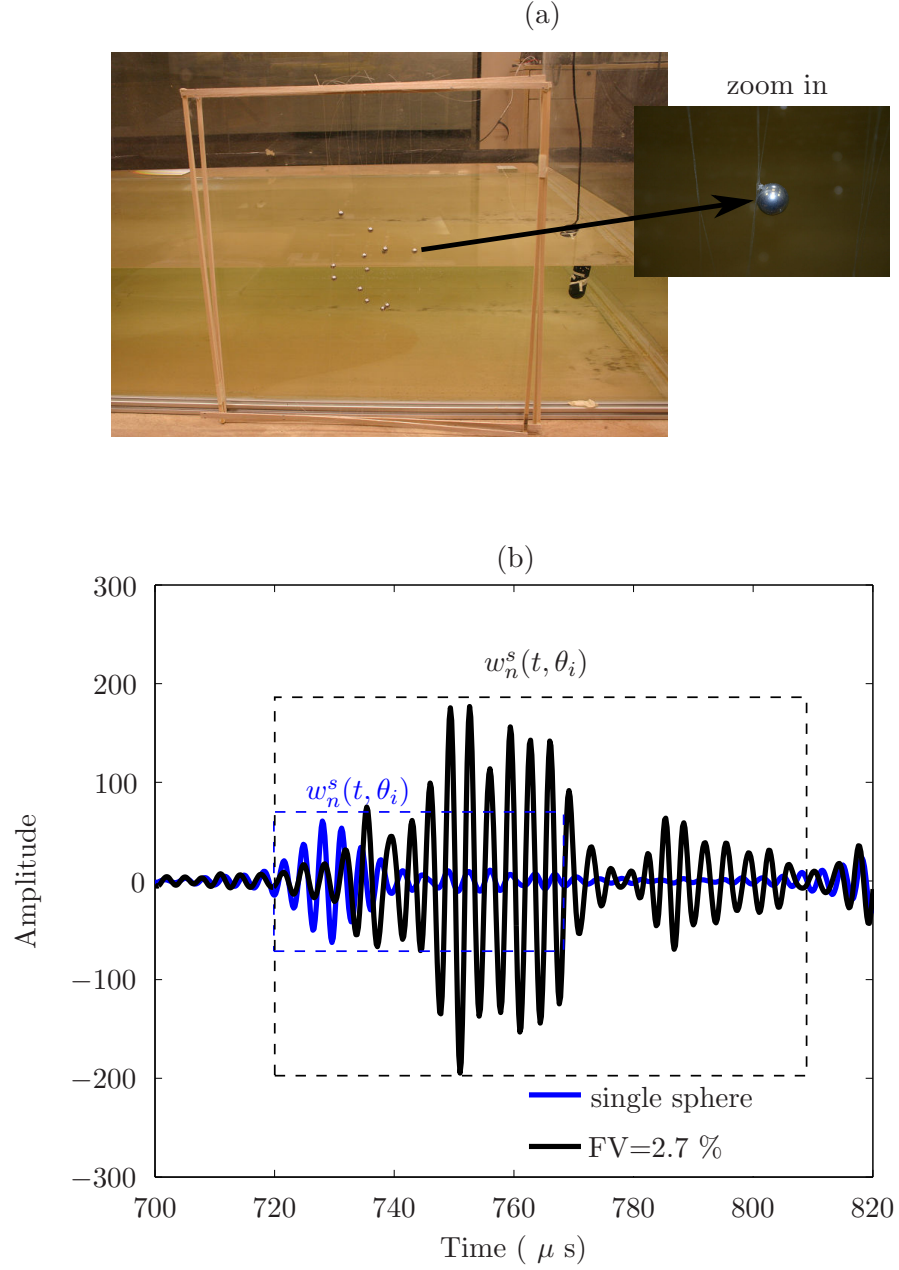 (a)
zoom in
(b)
300
200
100
0
−100
−200
−300
Amplitude
w_n^s(t, θ_i)
w_n^s(t, θ_i)
single sphere
FV=2.7 %
700 720 740 760 780 800 820
Time ( μ s)